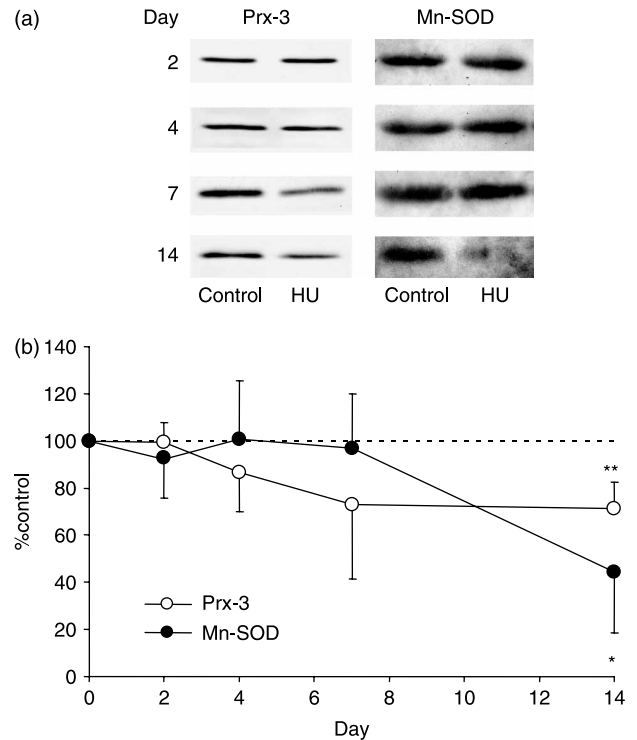 (a) Day Prx-3 Mn-SOD
2
4
7
14
Control HU Control HU
(b)
140
120
100
80
60
40
20
0
%control
**
*
Prx-3
Mn-SOD
0 2 4 6 8 10 12 14
Day